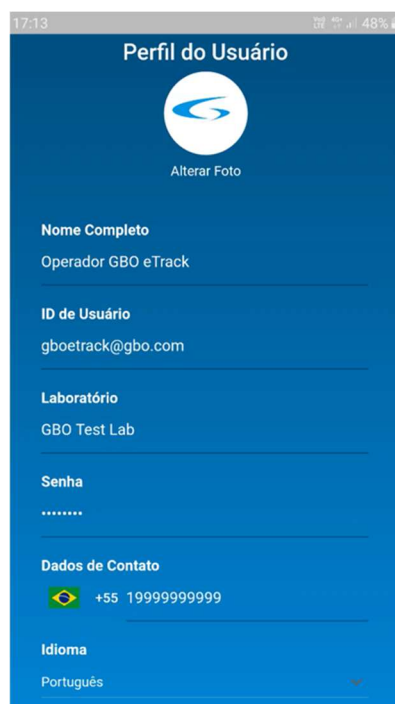 17:13 48%
Perfil do Usuário
Alterar Foto
Nome Completo
Operador GBO eTrack
ID de Usuário
gboetrack@gbo.com
Laboratório
GBO Test Lab
Senha
••••••••
Dados de Contato
+55 19999999999
Idioma
Português